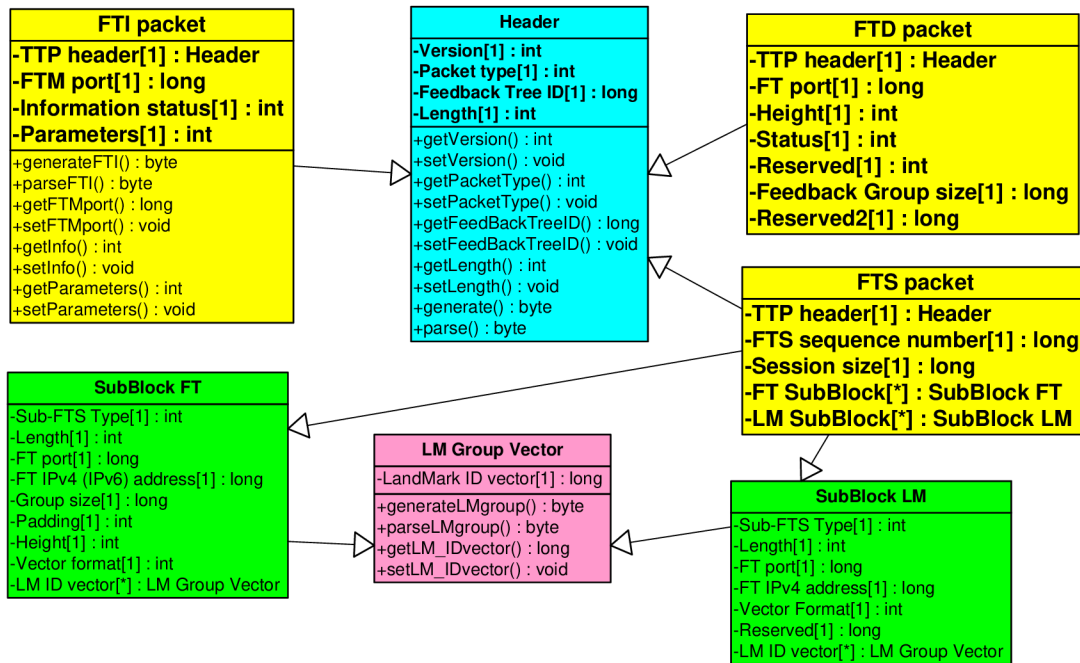 FTI packet
-TTP header[1] : Header
-FTM port[1] : long
-Information status[1] : int
-Parameters[1] : int
+generateFTI() : byte
+parseFTI() : byte
+getFTMport() : long
+setFTMport() : void
+getInfo() : int
+setInfo() : void
+getParameters() : int
+setParameters() : void
Header
-Version[1] : int
-Packet type[1] : int
-Feedback Tree ID[1] : long
-Length[1] : int
+getVersion() : int
+setVersion() : void
+getPacketType() : int
+setPacketType() : void
+getFeedBackTreeID() : long
+setFeedBackTreeID() : void
+getLength() : int
+setLength() : void
+generate() : byte
+parse() : byte
FTD packet
-TTP header[1] : Header
-FT port[1] : long
-Height[1] : int
-Status[1] : int
-Reserved[1] : int
-Feedback Group size[1] : long
-Reserved2[1] : long
FTS packet
-TTP header[1] : Header
-FTS sequence number[1] : long
-Session size[1] : long
-FT SubBlock[*] : SubBlock FT
-LM SubBlock[*] : SubBlock LM
SubBlock FT
-Sub-FTS Type[1] : int
-Length[1] : int
-FT port[1] : long
-FT IPv4 (IPv6) address[1] : long
-Group size[1] : long
-Padding[1] : int
-Height[1] : int
-Vector format[1] : int
-LM ID vector[*] : LM Group Vector
LM Group Vector
-LandMark ID vector[1] : long
+generateLMgroup() : byte
+parseLMgroup() : byte
+getLM_IDvector() : long
+setLM_IDvector() : void
SubBlock LM
-Sub-FTS Type[1] : int
-Length[1] : int
-FT port[1] : long
-FT IPv4 address[1] : long
-Vector Format[1] : int
-Reserved[1] : long
-LM ID vector[*] : LM Group Vector